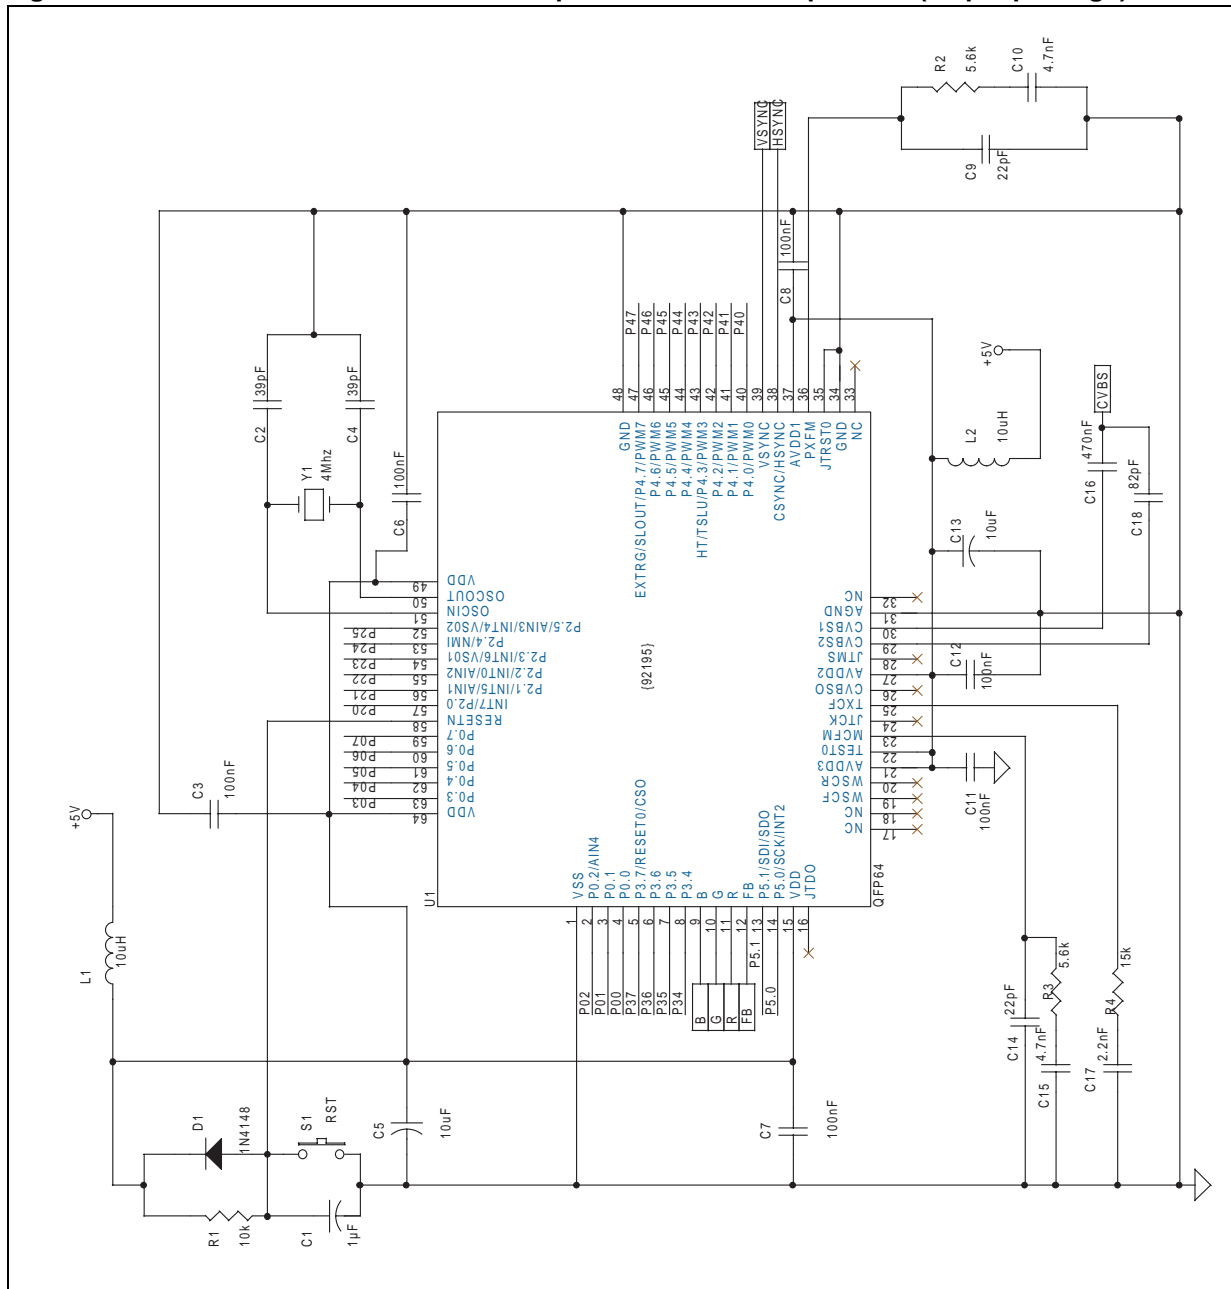 R2
5.6k
C10
4.7nF
C9
22pF
VSYNC
HSYNC
C8
100nF
C2
39pF
C4
39pF
Y1
4Mhz
C6
100nF
P47
P46
P45
P44
P43
P42
P41
P40
48
47
46
45
44
43
42
41
40
39
38
37
36
35
34
33
GND
EXTRG/SLOUT/P4.7/PWM7
P4.6/PWM6
P4.5/PWM5
P4.4/PWM4
HT/TSLU/P4.3/PWM3
P4.2/PWM2
P4.1/PWM1
P4.0/PWM0
VSYNC
CSYNC/HSYNC
AVDD1
PXFM
JTRST0
GND
NC
+5V
L2
10uH
CVBS
C16
470nF
C18
82pF
C13
10uF
C12
100nF
C11
100nF
VDD
OSCOUT
OSCIN
P2.5/AIN3/INT4/VS02
P2.4/NMI
P2.3/INT6/VS01
P2.2/INT0/AIN2
P2.1/INT5/AIN1
INT7/P2.0
RESETN
P0.7
P0.6
P0.5
P0.4
P0.3
VDD
49
50
51
52
53
54
55
56
57
58
59
60
61
62
63
64
P25
P24
P23
P22
P21
P20
P07
P06
P05
P04
P03
{92195}
NC
AGND
CVBS1
CVBS2
JTMS
AVDD2
CVBSO
TXCF
JTCK
MCFM
TEST0
AVDD3
WSCR
WSCF
NC
NC
32
31
30
29
28
27
26
25
24
23
22
21
20
19
18
17
C3
100nF
+5V
L1
10uH
U1
QFP64
VSS
P0.2/AIN4
P0.1
P0.0
P3.7/RESET0/CSO
P3.6
P3.5
P3.4
B
G
R
FB
P5.1/SDI/SDO
P5.0/SCK/INT2
VDD
JTDO
1
2
3
4
5
6
7
8
9
10
11
12
13
14
15
16
P02
P01
P00
P37
P36
P35
P34
B
G
R
FB
P5.1
P5.0
C14
22pF
R3
5.6k
C15
4.7nF
R4
15k
C17
2.2nF
D1
1N4148
S1
RST
C5
10uF
C7
100nF
R1
10k
C1
1µF